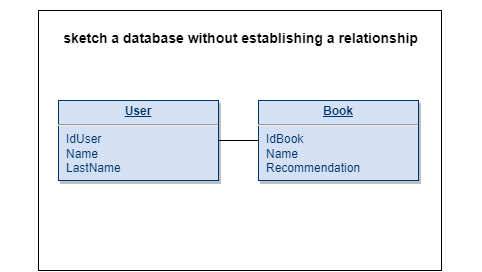 sketch a database without establishing a relationship
User
IdUser
Name
LastName
Book
IdBook
Name
Recommendation